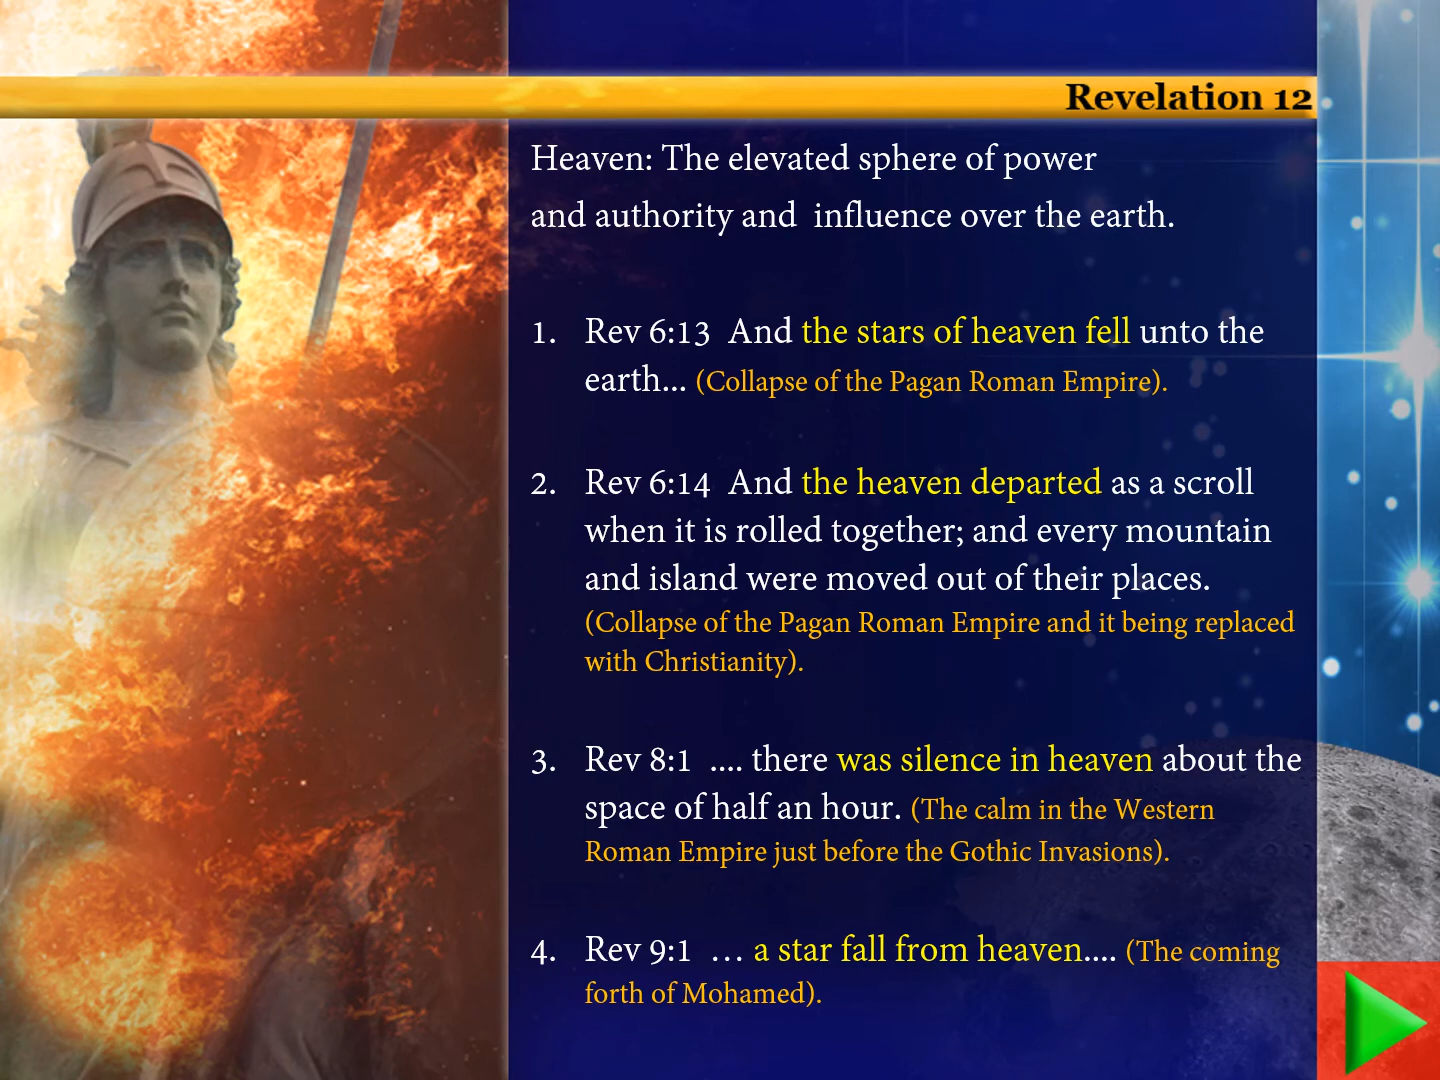 Revelation 12
Heaven: The elevated sphere of power
and authority and  influence over the earth.
1. Rev 6:13  And the stars of heaven fell unto the
earth... (Collapse of the Pagan Roman Empire).
2. Rev 6:14  And the heaven departed as a scroll
when it is rolled together; and every mountain
and island were moved out of their places.
(Collapse of the Pagan Roman Empire and it being replaced
with Christianity).
3. Rev 8:1  .... there was silence in heaven about the
space of half an hour. (The calm in the Western
Roman Empire just before the Gothic Invasions).
4. Rev 9:1  … a star fall from heaven.... (The coming
forth of Mohamed).